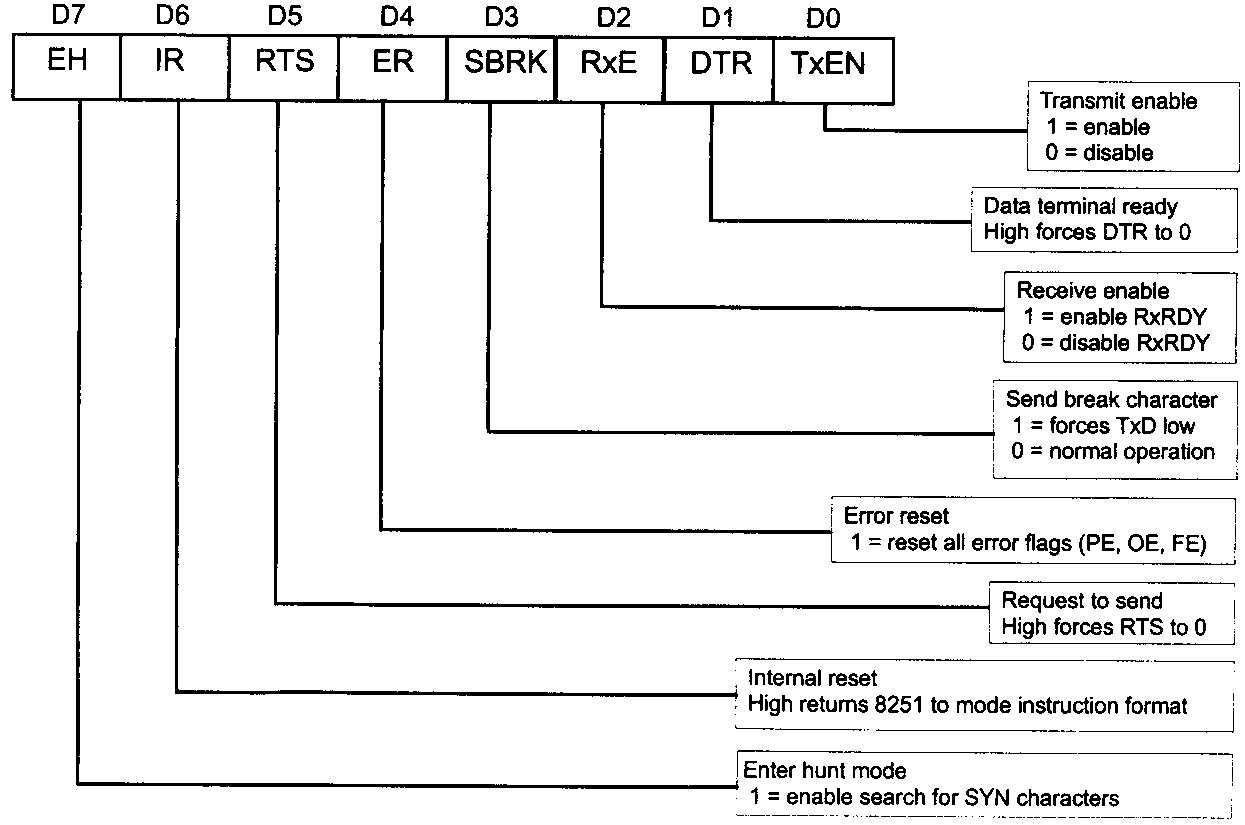 D7 D6 D5 D4 D3 D2 D1 D0
EH IR RTS ER SBRK RxE DTR TxEN
Transmit enable
1 = enable
0 = disable
Data terminal ready
High forces DTR to 0
Receive enable
1 = enable RxRDY
0 = disable RxRDY
Send break character
1 = forces TxD low
0 = normal operation
Error reset
1 = reset all error flags (PE, OE, FE)
Request to send
High forces RTS to 0
Internal reset
High returns 8251 to mode instruction format
Enter hunt mode
1 = enable search for SYN characters